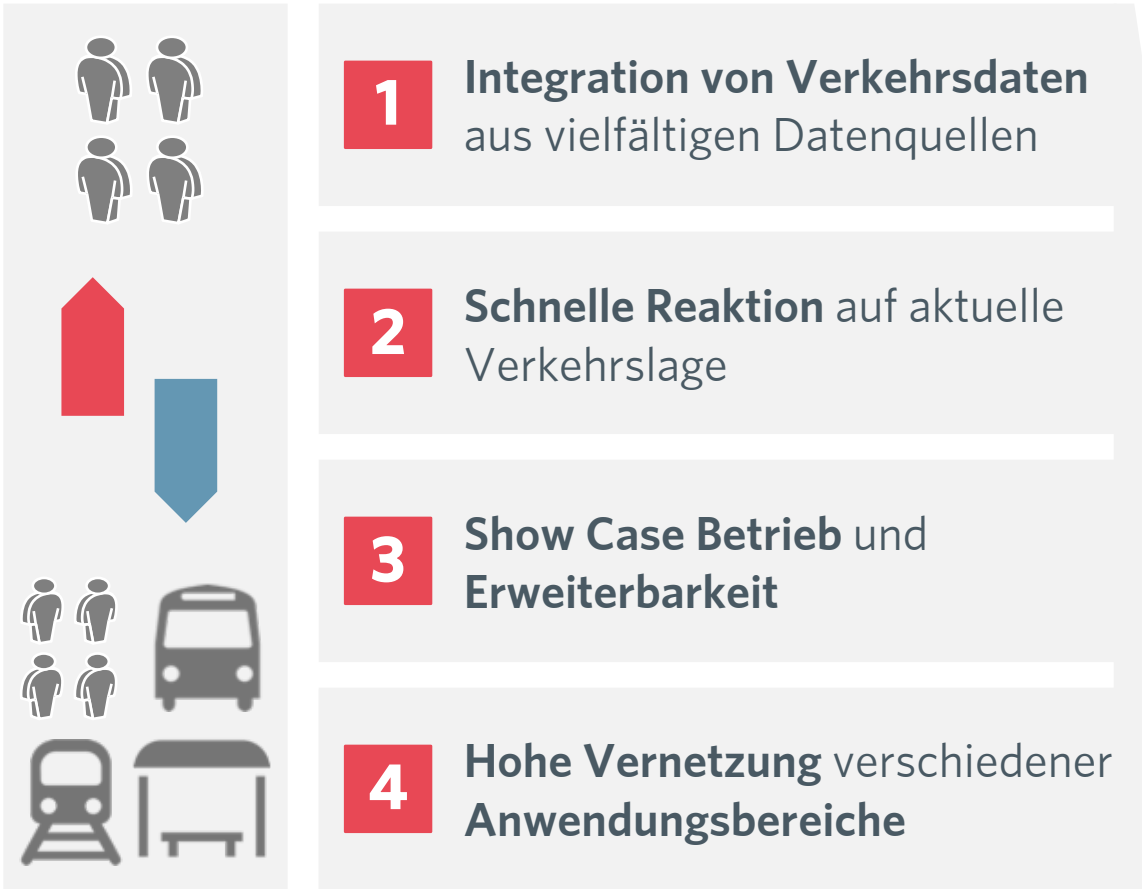 1
Integration von Verkehrsdaten
aus vielfältigen Datenquellen
2
Schnelle Reaktion auf aktuelle
Verkehrslage
3
Show Case Betrieb und
Erweiterbarkeit
4
Hohe Vernetzung verschiedener
Anwendungsbereiche